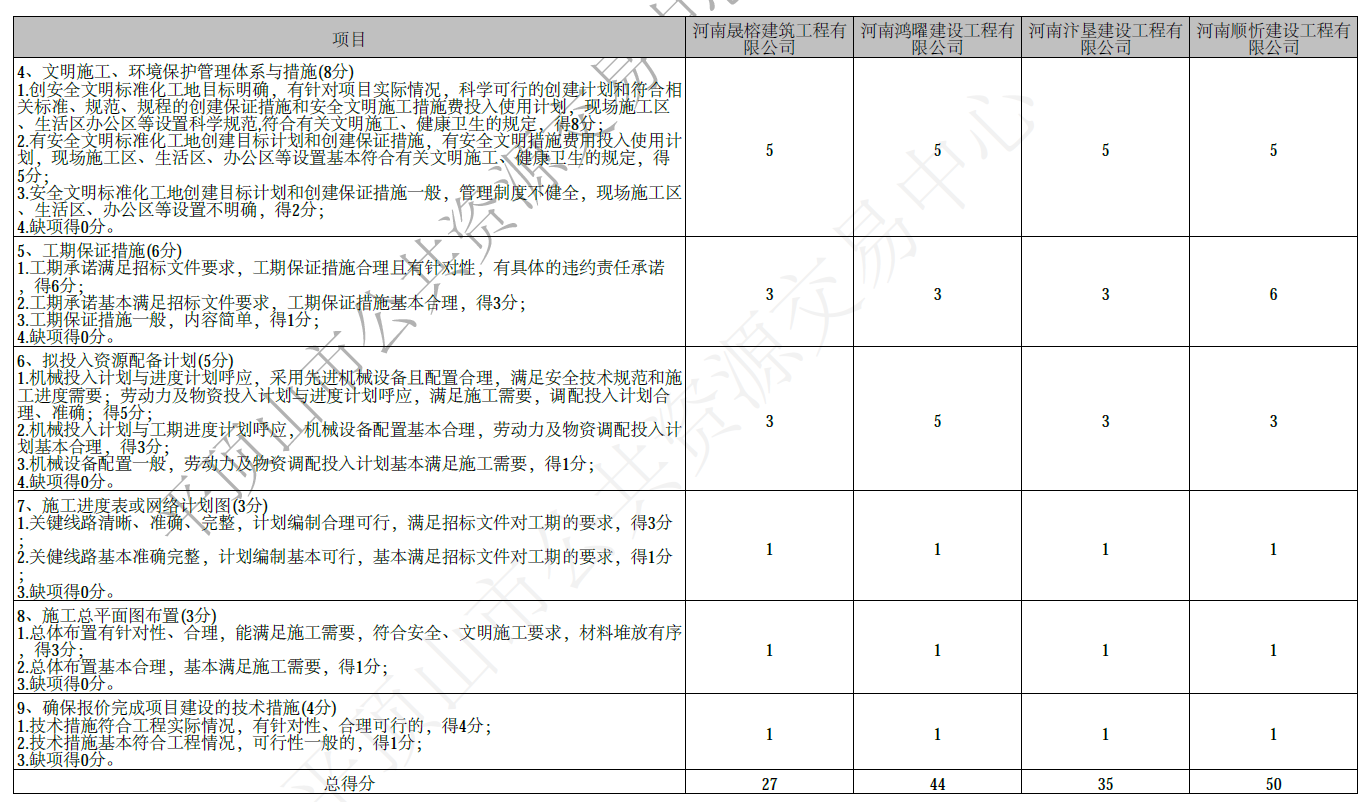 项目
河南晟榕建筑工程有
限公司
河南鸿曜建设工程有
限公司
河南汴垦建设工程有
限公司
河南顺忻建设工程有
限公司
4、文明施工、环境保护管理体系与措施(8分)
1.创安全文明标准化工地目标明确，有针对项目实际情况，科学可行的创建计划和符合相
关标准、规范、规程的创建保证措施和安全文明施工措施费投入使用计划，现场施工区
、生活区办公区等设置科学规范,符合有关文明施工、健康卫生的规定，得8分；
2.有安全文明标准化工地创建目标计划和创建保证措施，有安全文明措施费用投入使用计
划，现场施工区、生活区、办公区等设置基本符合有关文明施工、健康卫生的规定，得
5分；
3.安全文明标准化工地创建目标计划和创建保证措施一般，管理制度不健全，现场施工区
、生活区、办公区等设置不明确，得2分；
4.缺项得0分。
5 5 5 5
5、工期保证措施(6分)
1.工期承诺满足招标文件要求，工期保证措施合理且有针对性，有具体的违约责任承诺
，得6分；
2.工期承诺基本满足招标文件要求，工期保证措施基本合理，得3分；
3.工期保证措施一般，内容简单，得1分；
4.缺项得0分。
3 3 3 6
6、拟投入资源配备计划(5分)
1.机械投入计划与进度计划呼应，采用先进机械设备且配置合理，满足安全技术规范和施
工进度需要；劳动力及物资投入计划与进度计划呼应，满足施工需要，调配投入计划合
理、准确；得5分；
2.机械投入计划与工期进度计划呼应，机械设备配置基本合理，劳动力及物资调配投入计
划基本合理，得3分；
3.机械设备配置一般，劳动力及物资调配投入计划基本满足施工需要，得1分；
4.缺项得0分。
3 5 3 3
7、施工进度表或网络计划图(3分)
1.关键线路清晰、准确、完整，计划编制合理可行，满足招标文件对工期的要求，得3分
；
2.关健线路基本准确完整，计划编制基本可行，基本满足招标文件对工期的要求，得1分
；
3.缺项得0分。
1 1 1 1
8、施工总平面图布置(3分)
1.总体布置有针对性、合理，能满足施工需要，符合安全、文明施工要求，材料堆放有序
，得3分；
2.总体布置基本合理，基本满足施工需要，得1分；
3.缺项得0分。
1 1 1 1
9、确保报价完成项目建设的技术措施(4分)
1.技术措施符合工程实际情况，有针对性、合理可行的，得4分；
2.技术措施基本符合工程情况，可行性一般的，得1分；
3.缺项得0分。
1 1 1 1
总得分 27 44 35 50
平顶山市公共资源交易中心
平顶山市公共资源交易中心